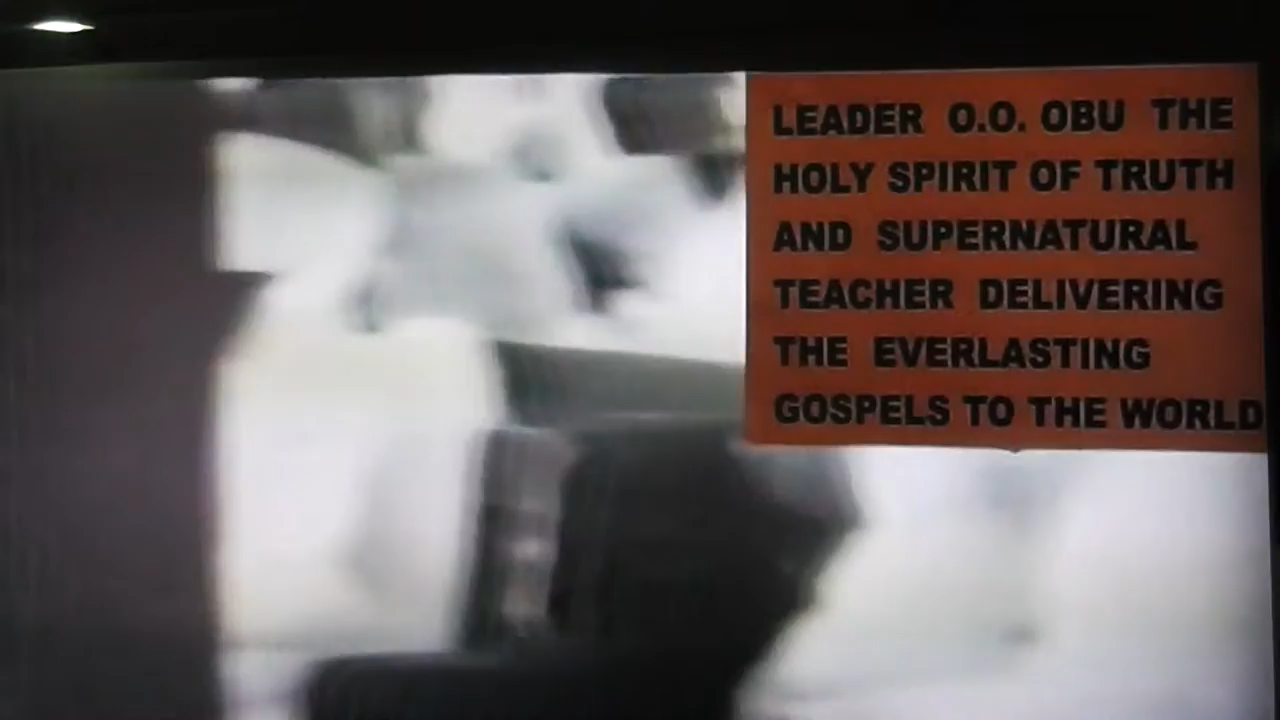 LEADER O.O. OBU THE
HOLY SPIRIT OF TRUTH
AND SUPERNATURAL
TEACHER DELIVERING
THE EVERLASTING
GOSPELS TO THE WORLD